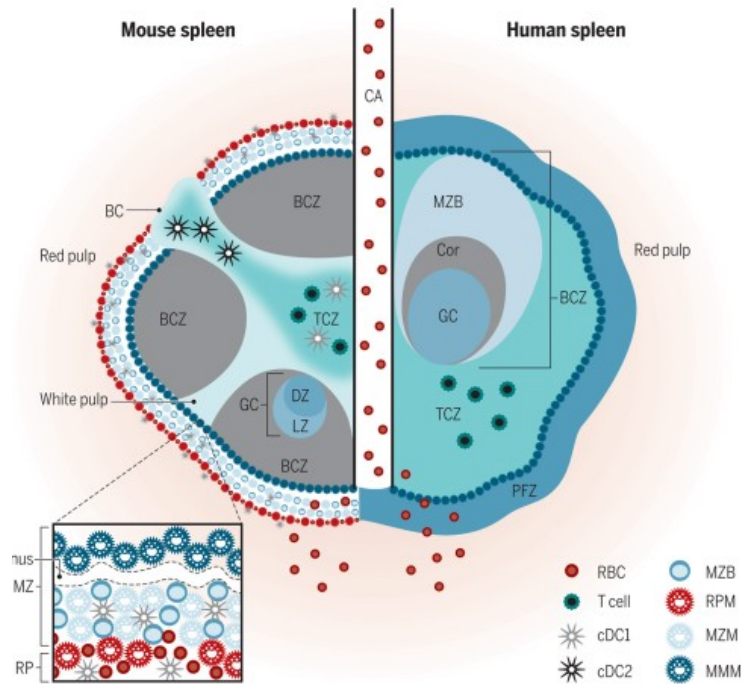 Mouse spleen
Human spleen
CA
BC
Red pulp
BCZ
BCZ
TCZ
White pulp
GC
DZ
LZ
BCZ
MZB
Cor
GC
BCZ
Red pulp
TCZ
PFZ
nus
MZ
RP
RBC
T cell
cDC1
cDC2
MZB
RPM
MZM
MMM